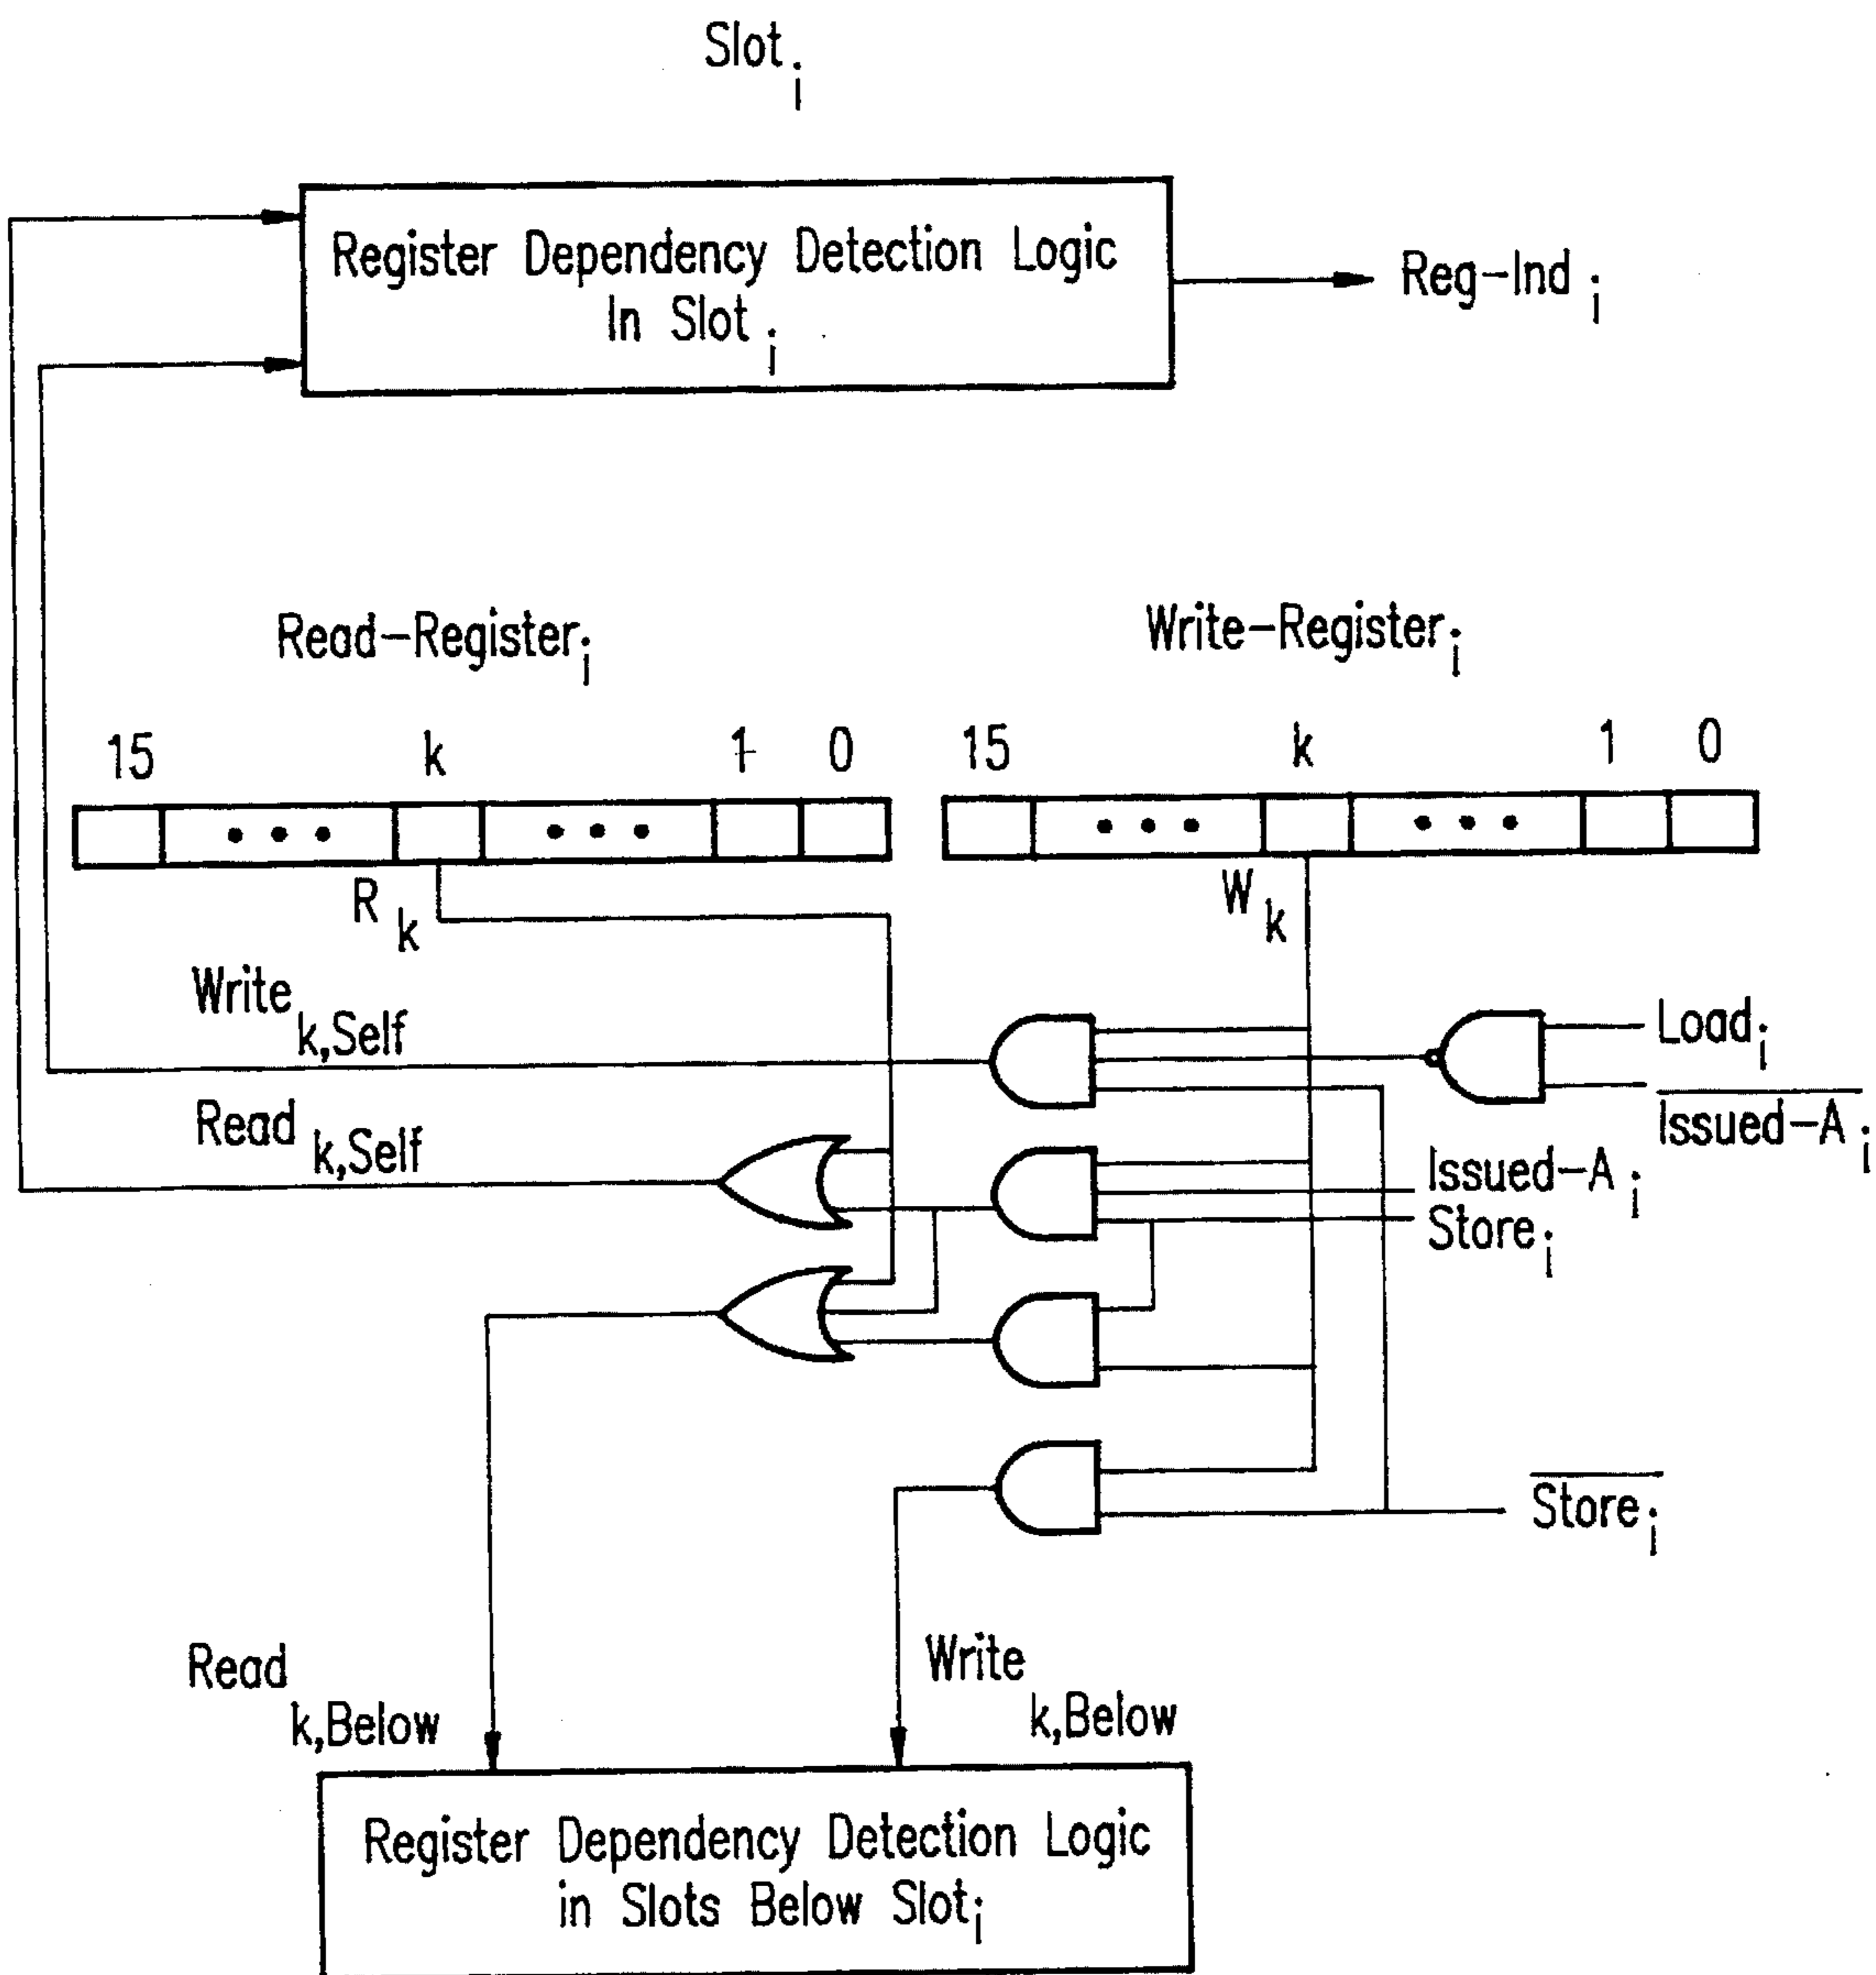 Slot i
Register Dependency Detection Logic
In Slot i
Reg-Ind i
Read-Register i
Write-Register i
15 k 1 0
15 k 1 0
R k
W k
Write k,Self
Load i
Issued-A i
Read k,Self
Issued-A i
Store i
Store i
Read k,Below
Write k,Below
Register Dependency Detection Logic
in Slots Below Slot i